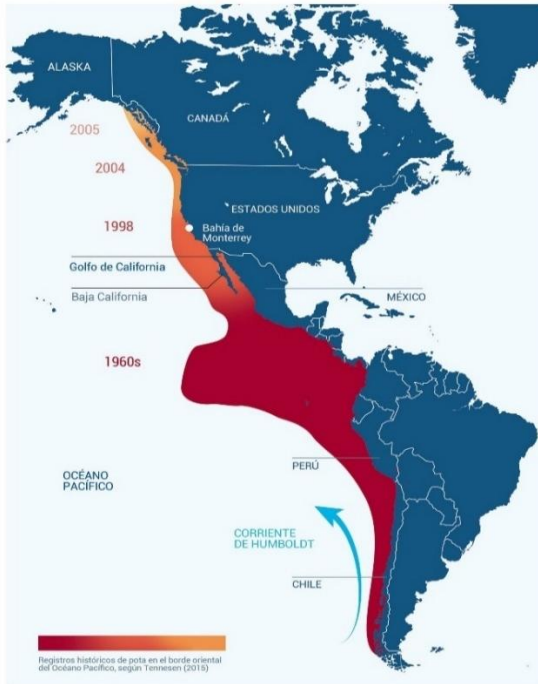 ALASKA
CANADÁ
2005
2004
ESTADOS UNIDOS
1998
Bahía de
Monterrey
Golfo de California
Baja California
MÉXICO
1960s
PERÚ
OCÉANO
PACÍFICO
CORRIENTE
DE HUMBOLDT
CHILE
Registros históricos de pota en el borde oriental
del Océano Pacífico, según Tennesen (2015)